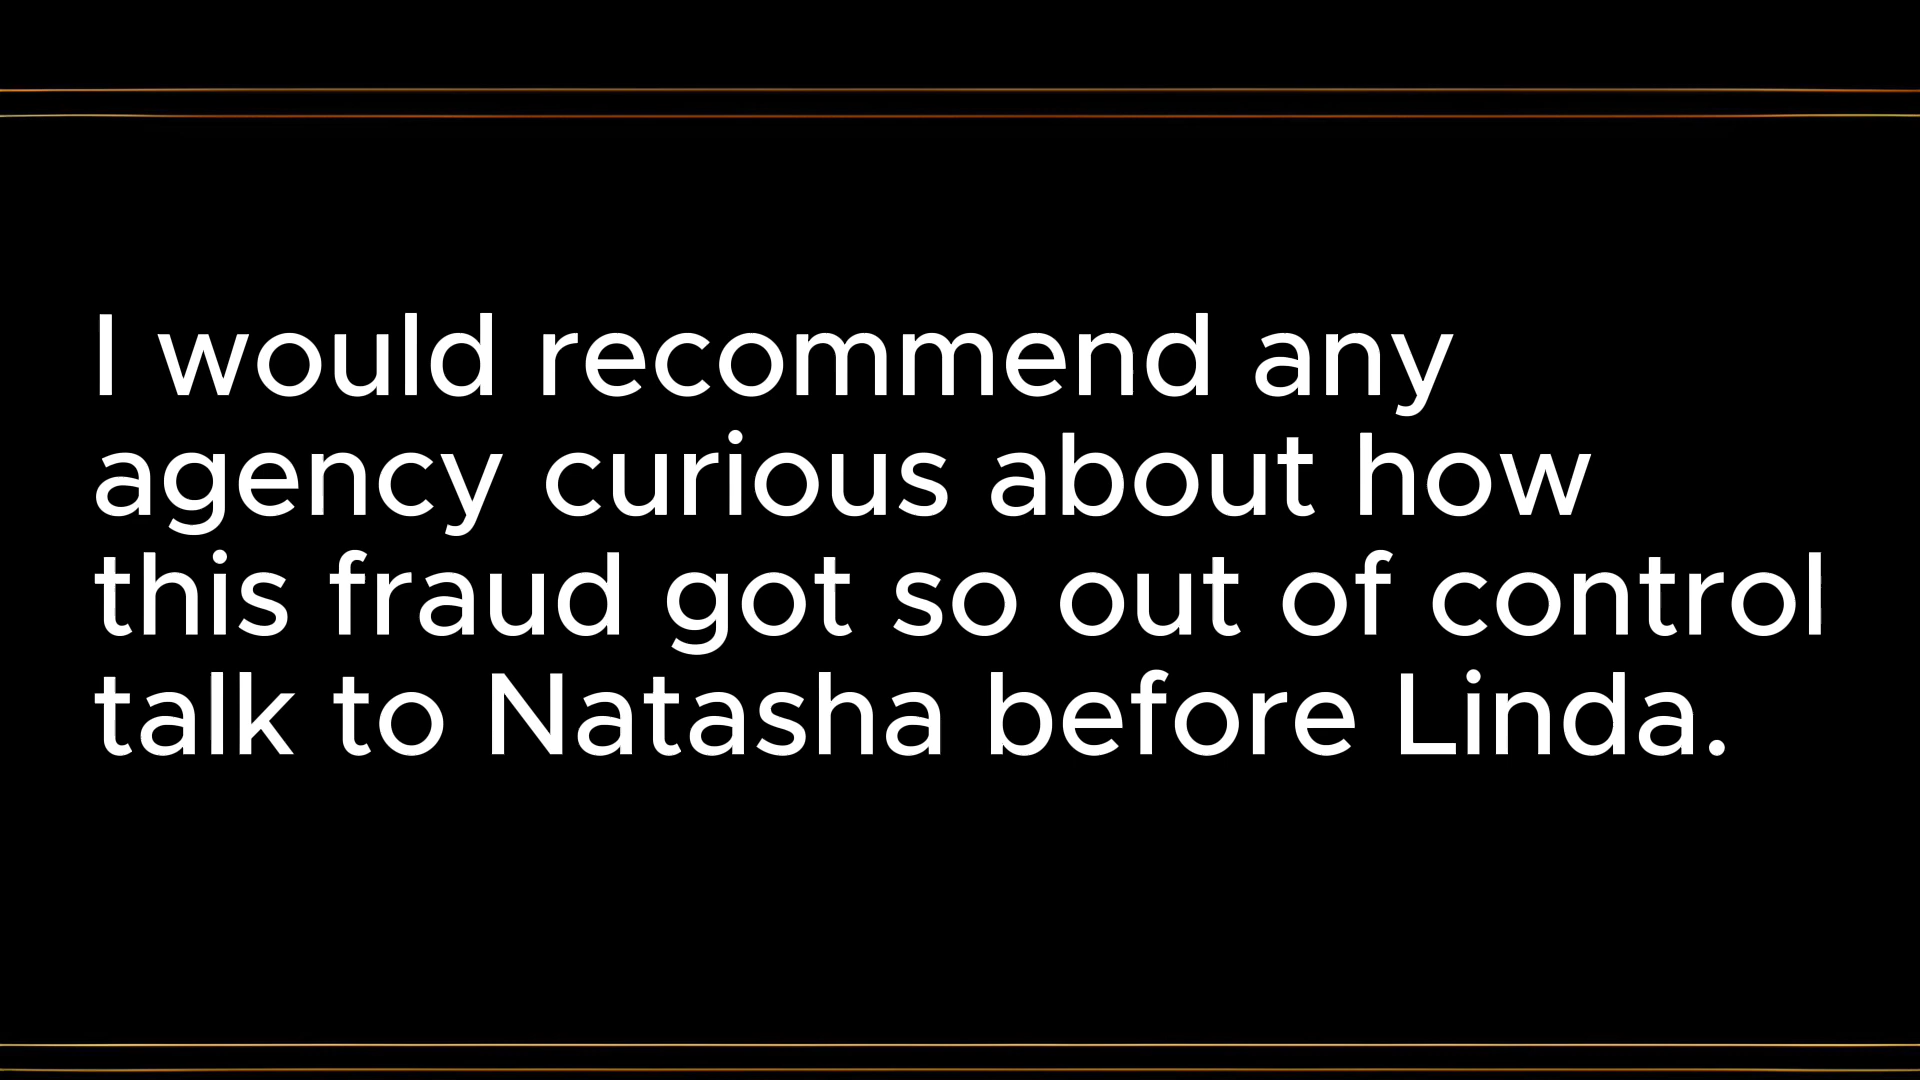 I would recommend any
agency curious about how
this fraud got so out of control
talk to Natasha before Linda.